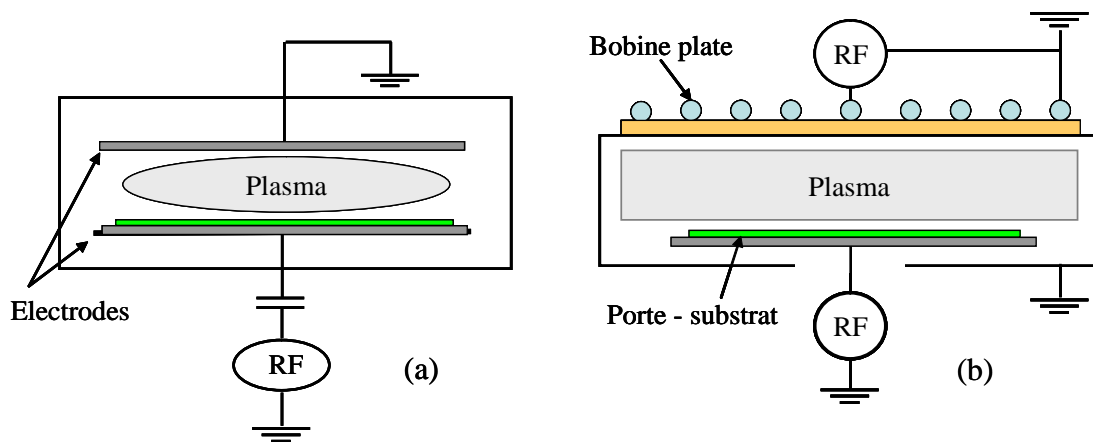 Plasma
Electrodes
RF
(a)
Bobine plate
RF
Plasma
Porte - substrat
RF
(b)